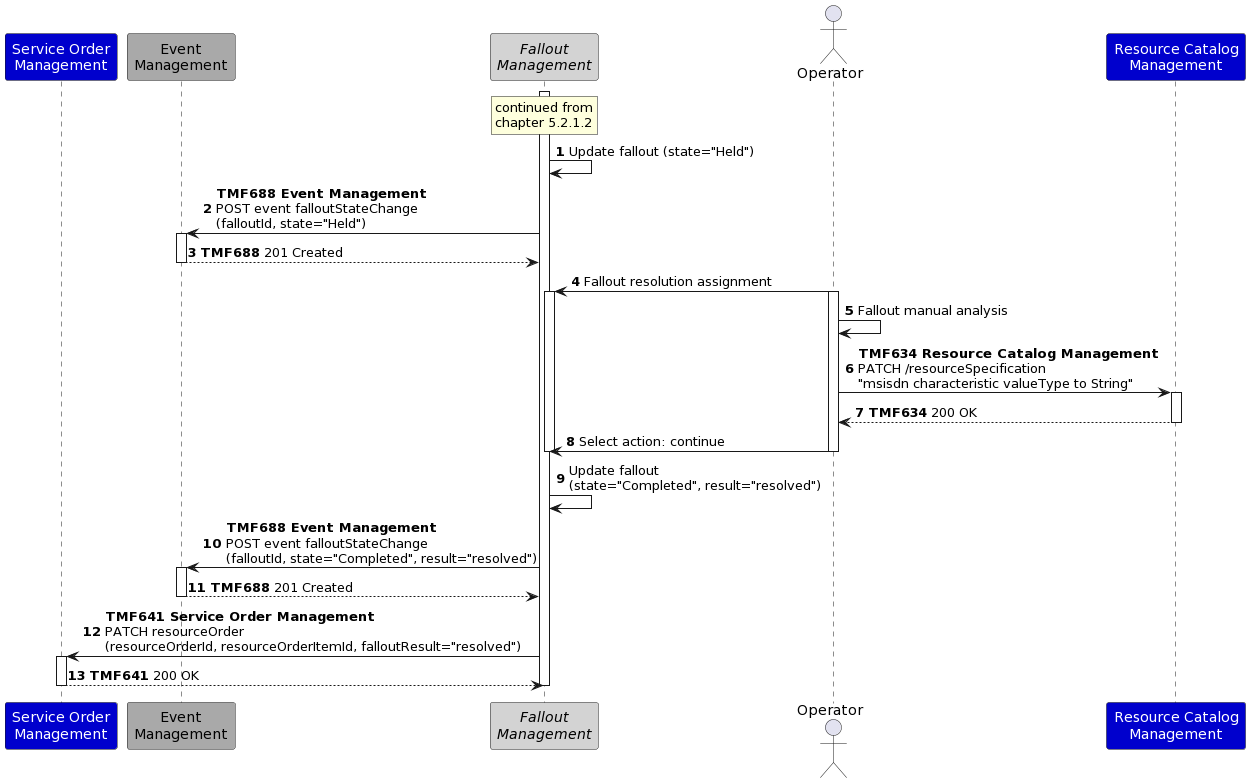 Service Order
Management
Event
Management
Fallout
Management
Operator
Resource Catalog
Management
continued from
chapter 5.2.1.2
1 Update fallout (state="Held")
TMF688 Event Management
2 POST event falloutStateChange
(falloutId, state="Held")
3 TMF688 201 Created
4 Fallout resolution assignment
5 Fallout manual analysis
TMF634 Resource Catalog Management
6 PATCH /resourceSpecification
"msisdn characteristic valueType to String"
7 TMF634 200 OK
8 Select action: continue
9 Update fallout
(state="Completed", result="resolved")
TMF688 Event Management
10 POST event falloutStateChange
(falloutId, state="Completed", result="resolved")
11 TMF688 201 Created
TMF641 Service Order Management
12 PATCH resourceOrder
(resourceOrderId, resourceOrderItemId, falloutResult="resolved")
13 TMF641 200 OK
Service Order
Management
Event
Management
Fallout
Management
Operator
Resource Catalog
Management